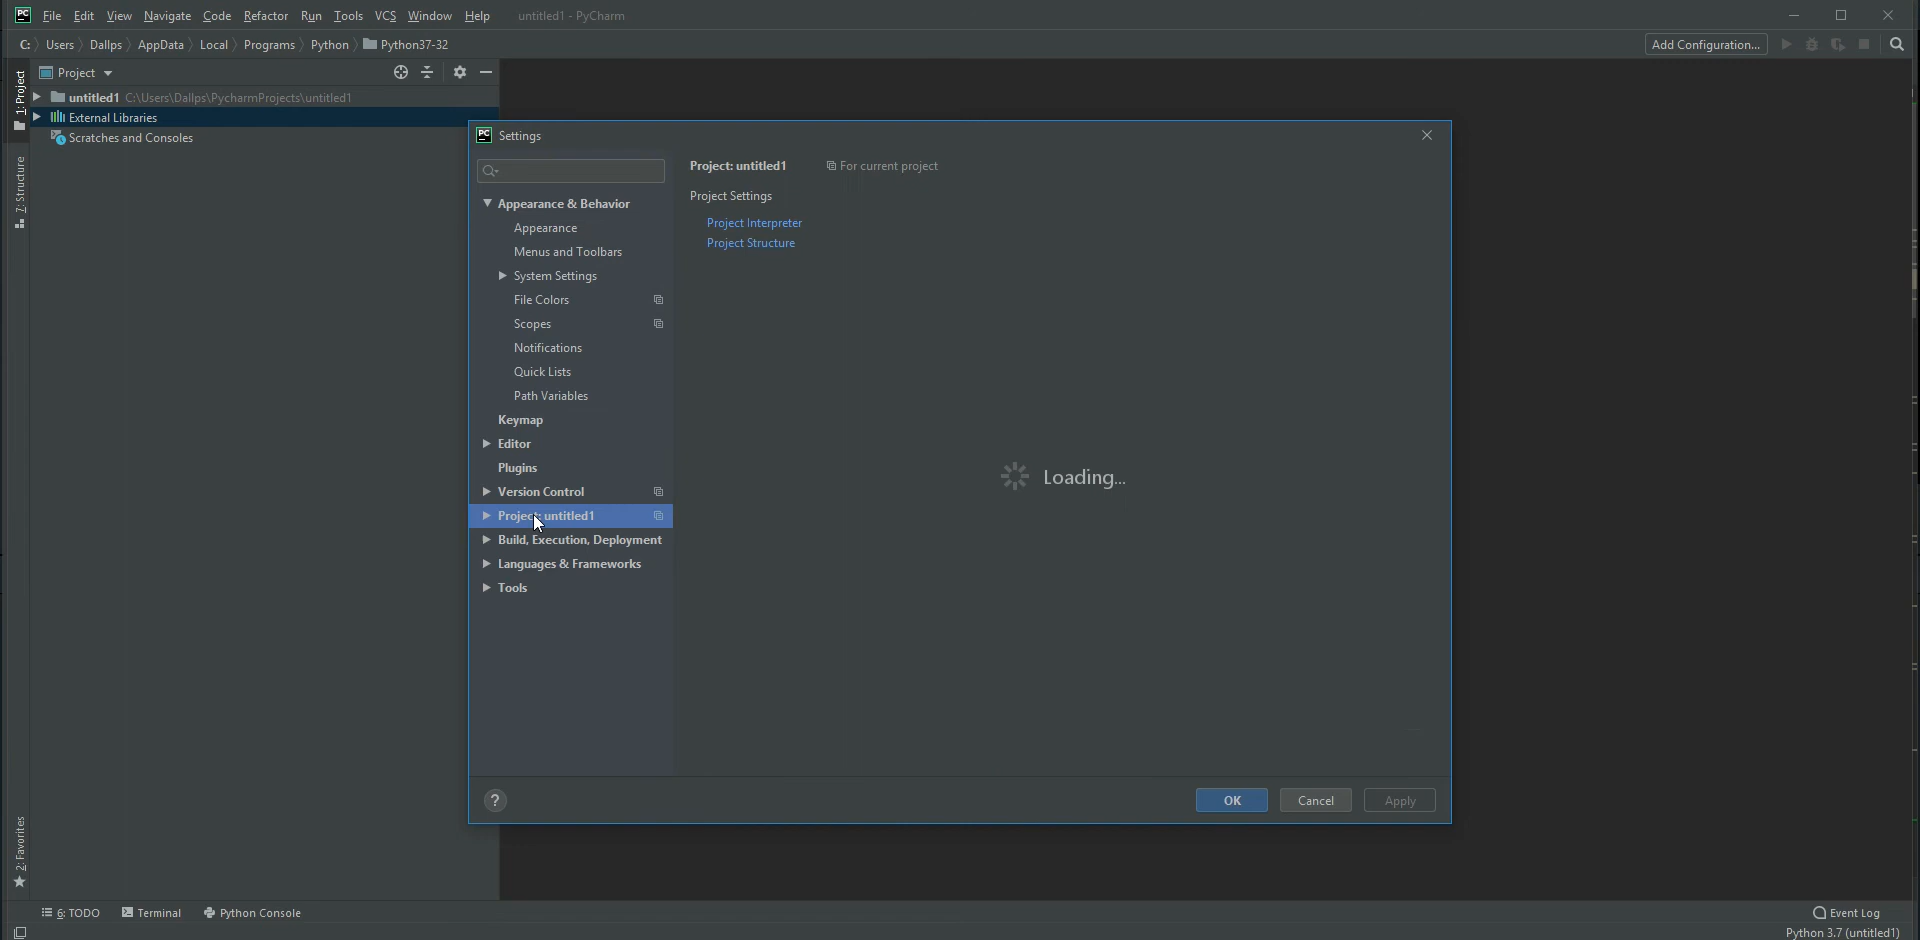 PC File Edit View Navigate Code Refactor Run Tools VCS Window Help untitled1 - PyCharm
C: Users Dallps AppData Local Programs Python Python37-32 Add Configuration...
Project
1: Project
untitled1 C:\Users\Dallps\PycharmProjects\untitled1
External Libraries
Scratches and Consoles
7: Structure
2: Favorites
PC Settings
Appearance & Behavior
Appearance
Menus and Toolbars
System Settings
File Colors
Scopes
Notifications
Quick Lists
Path Variables
Keymap
Editor
Plugins
Version Control
Project: untitled1
Build, Execution, Deployment
Languages & Frameworks
Tools
Project: untitled1 For current project
Project Settings
Project Interpreter
Project Structure
Loading...
? OK Cancel Apply
6: TODO Terminal Python Console Event Log
Python 3.7 (untitled1)